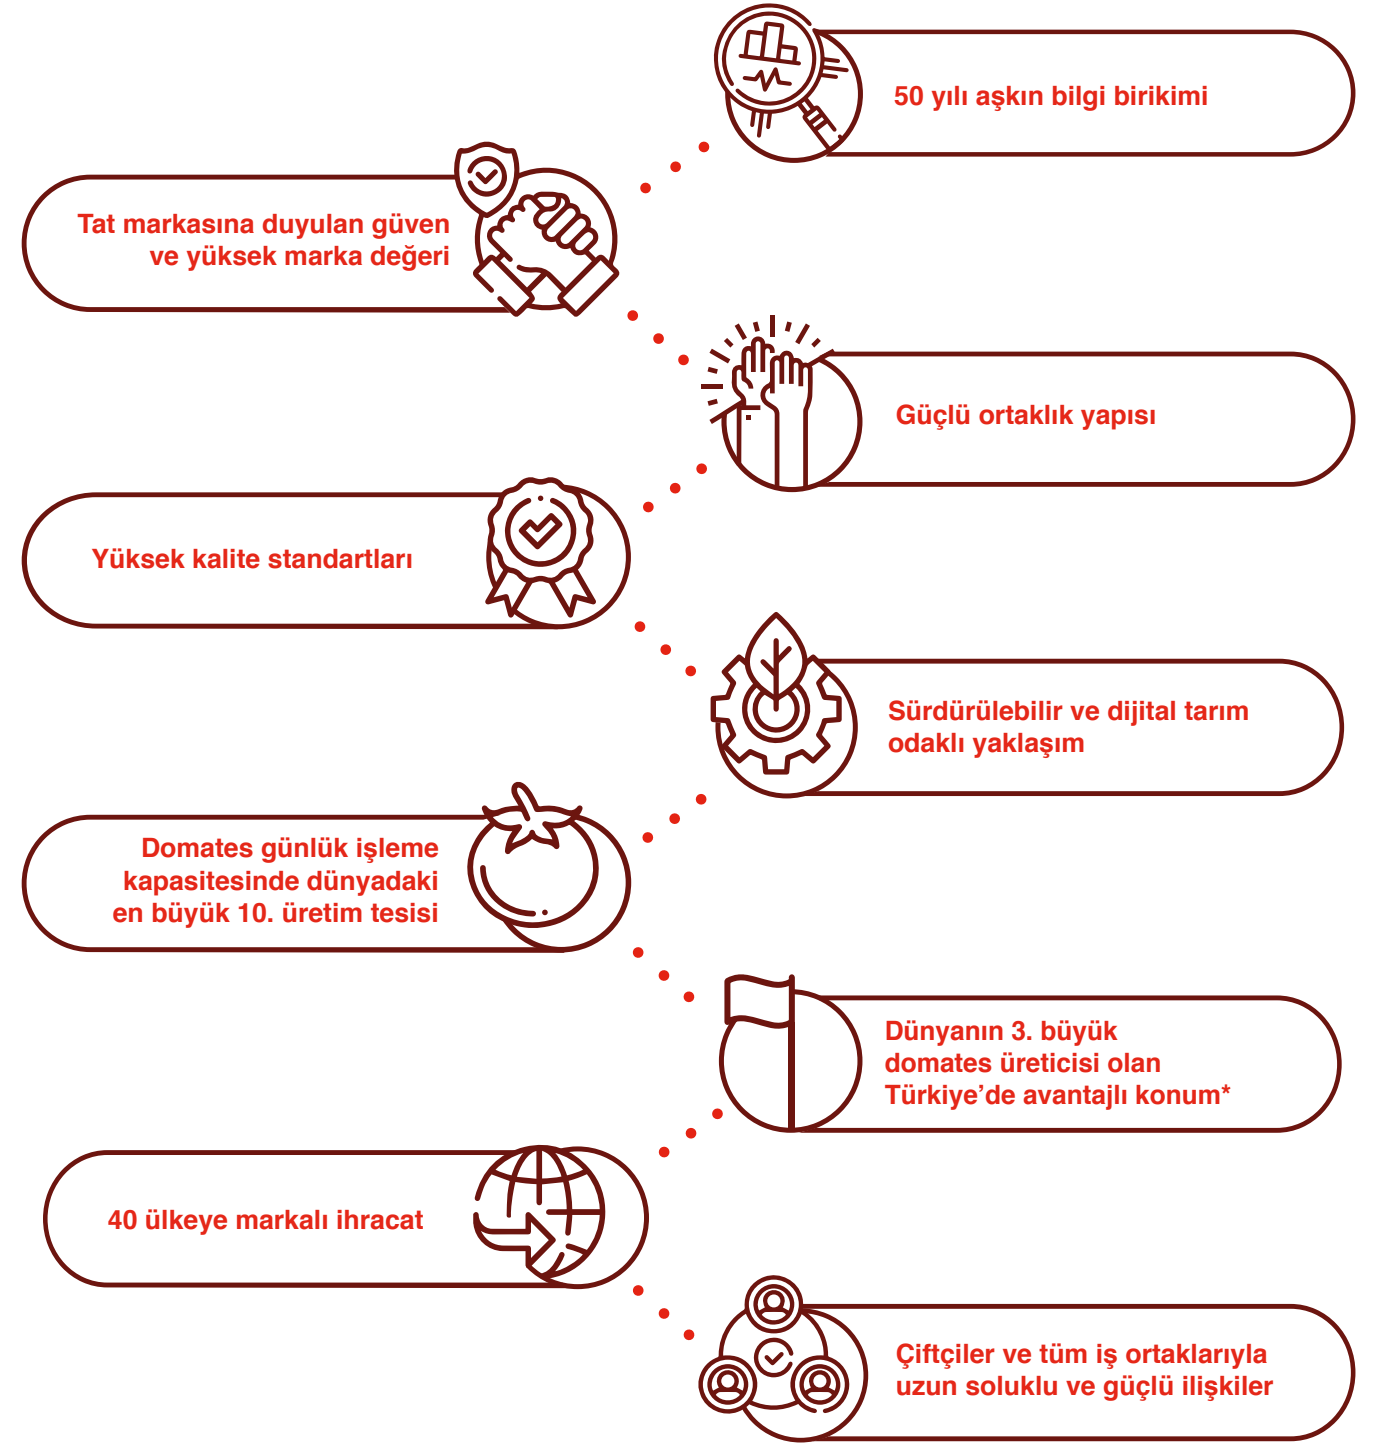 50 yılı aşkın bilgi birikimi
Tat markasına duyulan güven
ve yüksek marka değeri
Güçlü ortaklık yapısı
Yüksek kalite standartları
Sürdürülebilir ve dijital tarım
odaklı yaklaşım
Domates günlük işleme
kapasitesinde dünyadaki
en büyük 10. üretim tesisi
Dünyanın 3. büyük
domates üreticisi olan
Türkiye’de avantajlı konum*
40 ülkeye markalı ihracat
Çiftçiler ve tüm iş ortaklarıyla
uzun soluklu ve güçlü ilişkiler